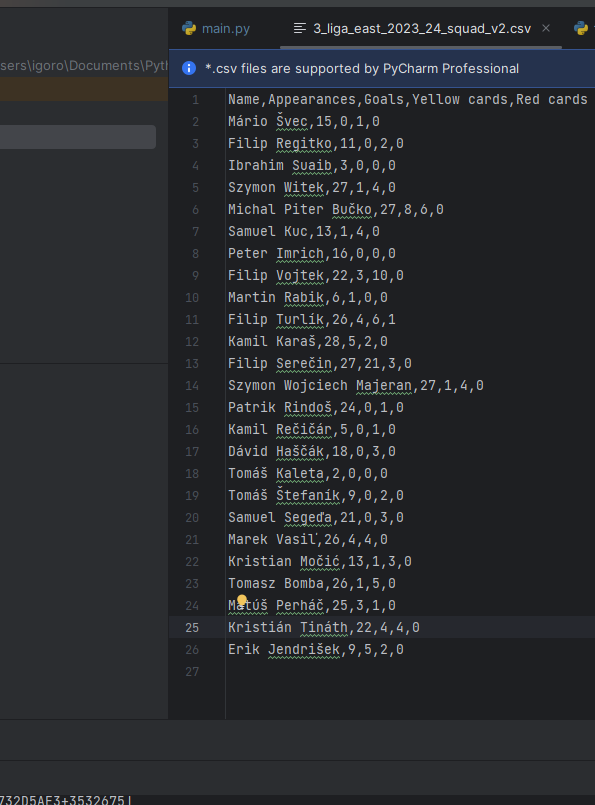 main.py
3_liga_east_2023_24_squad_v2.csv
sers\igoro\Documents\Pyth
*.csv files are supported by PyCharm Professional
1 Name,Appearances,Goals,Yellow cards,Red cards
2 Mário Švec,15,0,1,0
3 Filip Regitko,11,0,2,0
4 Ibrahim Suaib,3,0,0,0
5 Szymon Witek,27,1,4,0
6 Michal Piter Bučko,27,8,6,0
7 Samuel Kuc,13,1,4,0
8 Peter Imrich,16,0,0,0
9 Filip Vojtek,22,3,10,0
10 Martin Rabik,6,1,0,0
11 Filip Turlík,26,4,6,1
12 Kamil Karaš,28,5,2,0
13 Filip Serečin,27,21,3,0
14 Szymon Wojciech Majeran,27,1,4,0
15 Patrik Rindoš,24,0,1,0
16 Kamil Rečičár,5,0,1,0
17 Dávid Haščák,18,0,3,0
18 Tomáš Kaleta,2,0,0,0
19 Tomáš Štefaník,9,0,2,0
20 Samuel Segeďa,21,0,3,0
21 Marek Vasiľ,26,4,4,0
22 Kristian Močić,13,1,3,0
23 Tomasz Bomba,26,1,5,0
24 Matúš Perháč,25,3,1,0
25 Kristián Tináth,22,4,4,0
26 Erik Jendrišek,9,5,2,0
27
732D5AF3+3532675|